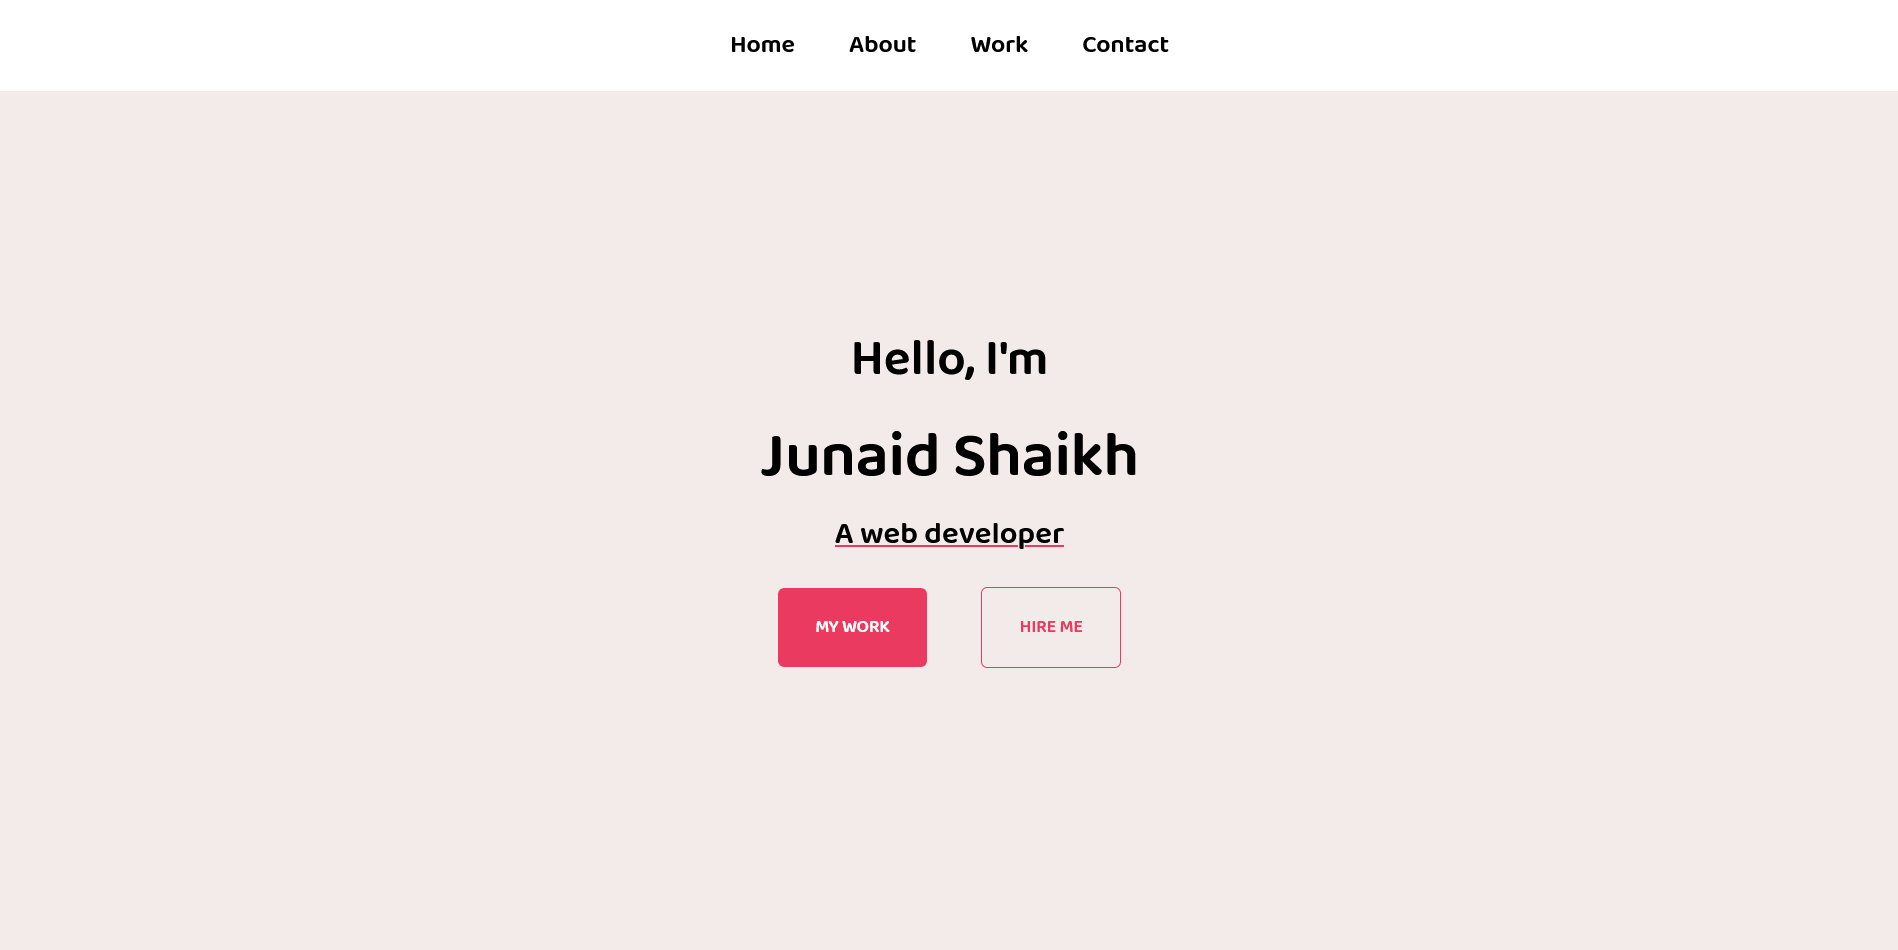 Home About Work Contact
Hello, I'm
Junaid Shaikh
A web developer
MY WORK HIRE ME